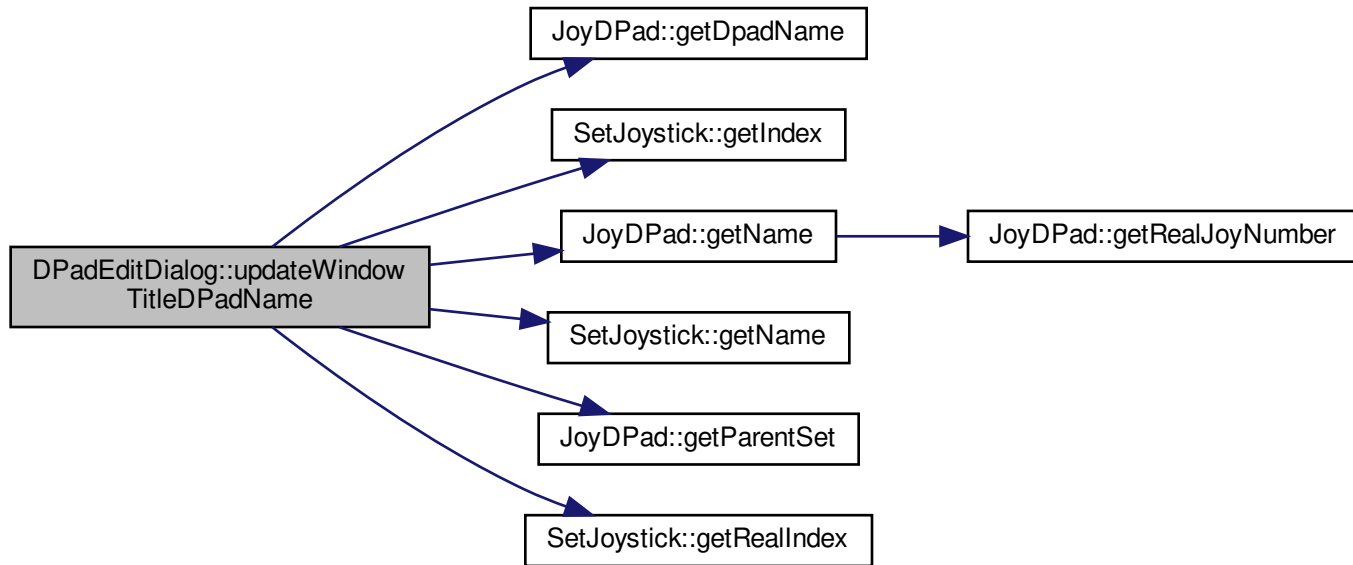 JoyDPad::getDpadName
SetJoystick::getIndex
JoyDPad::getName
JoyDPad::getRealJoyNumber
DPadEditDialog::updateWindow
TitleDPadName
SetJoystick::getName
JoyDPad::getParentSet
SetJoystick::getRealIndex